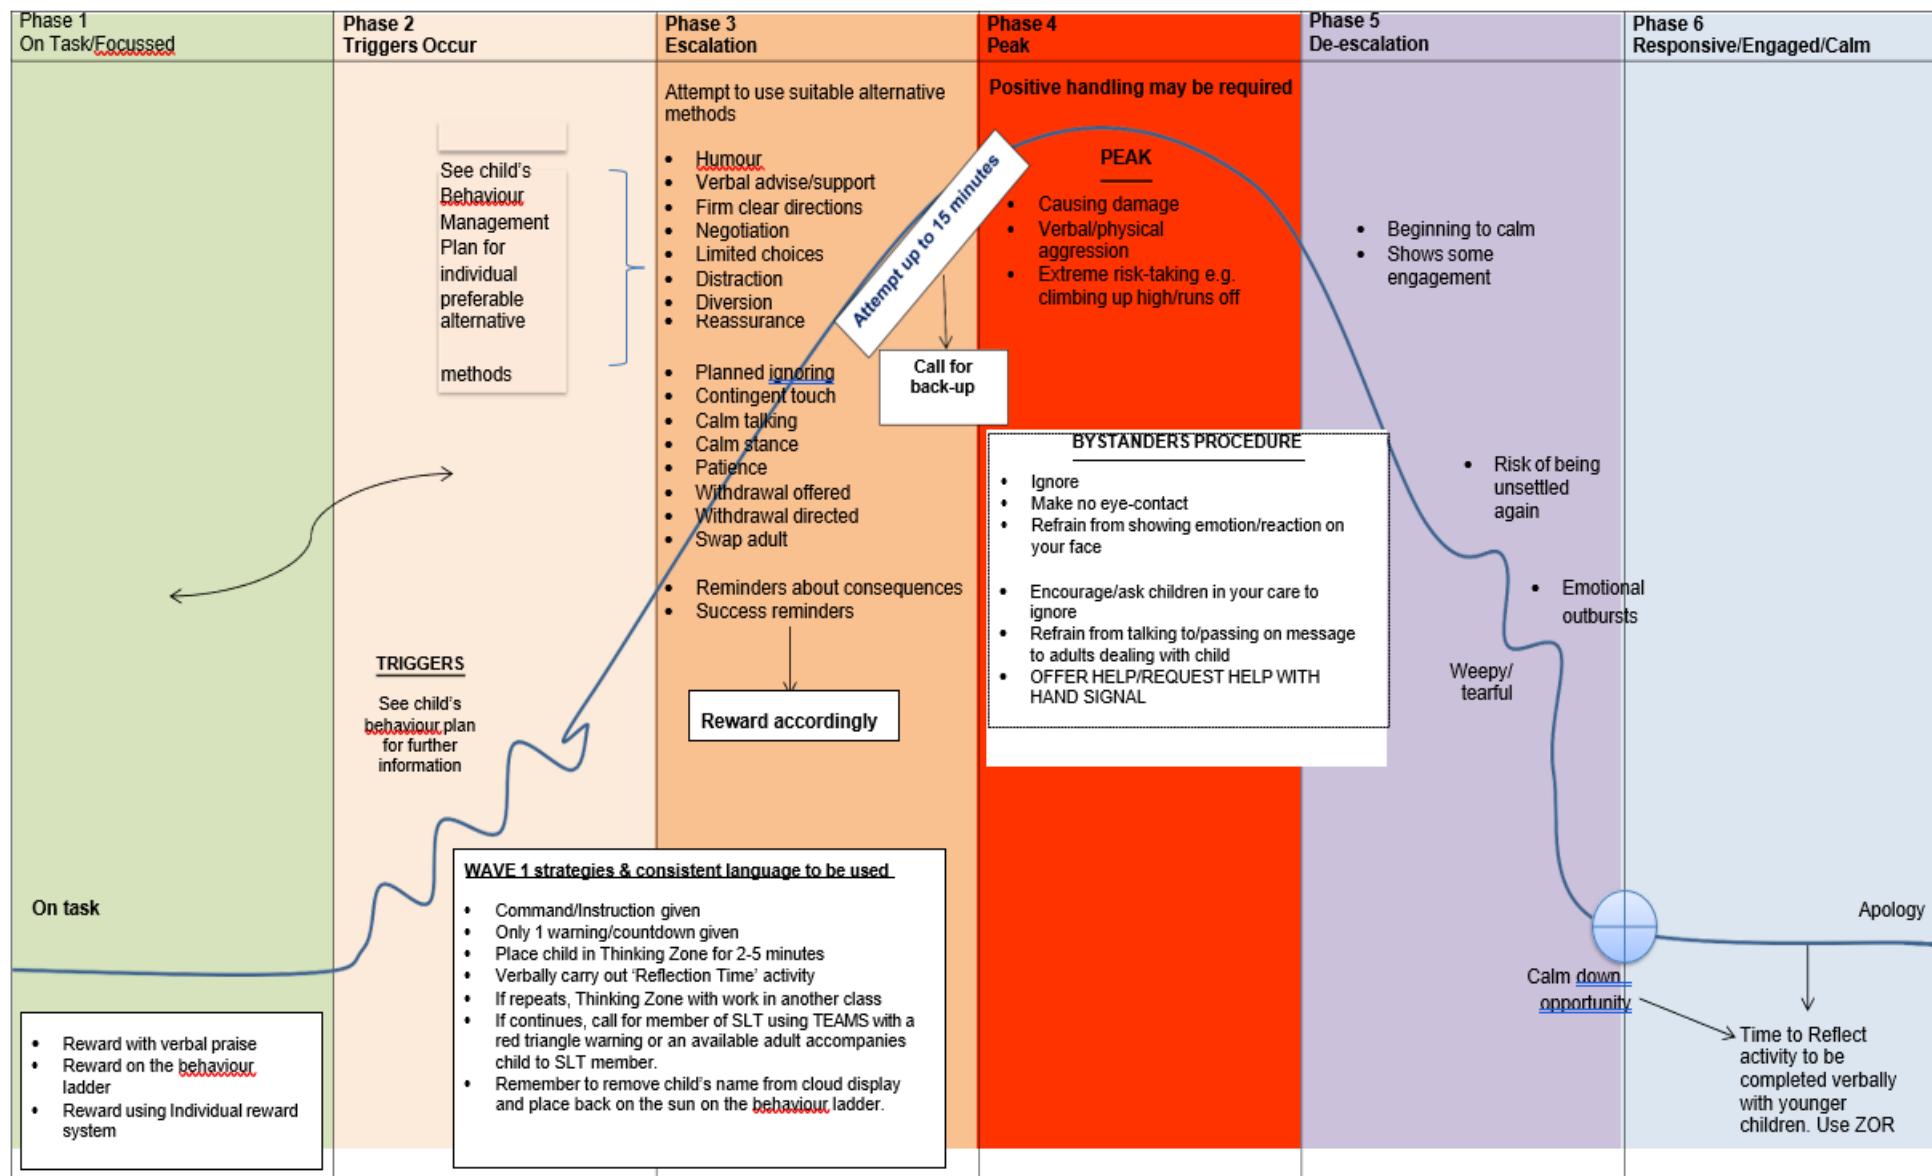 Phase 1
On Task/Focussed
Phase 2
Triggers Occur
Phase 3
Escalation
Phase 4
Peak
Phase 5
De-escalation
Phase 6
Responsive/Engaged/Calm
On task
Reward with verbal praise
Reward on the behaviour
ladder
Reward using Individual reward
system
See child's
Behaviour
Management
Plan for
individual
preferable
alternative
methods
TRIGGERS
See child's
behaviour plan
for further
information
Attempt to use suitable alternative
methods
Humour
Verbal advise/support
Firm clear directions
Negotiation
Limited choices
Distraction
Diversion
Reassurance
Planned ignoring
Contingent touch
Calm talking
Calm stance
Patience
Withdrawal offered
Withdrawal directed
Swap adult
Reminders about consequences
Success reminders
Reward accordingly
Attempt up to 15 minutes
Call for
back-up
WAVE 1 strategies & consistent language to be used
Command/Instruction given
Only 1 warning/countdown given
Place child in Thinking Zone for 2-5 minutes
Verbally carry out 'Reflection Time' activity
If repeats, Thinking Zone with work in another class
If continues, call for member of SLT using TEAMS with a
red triangle warning or an available adult accompanies
child to SLT member.
Remember to remove child's name from cloud display
and place back on the sun on the behaviour ladder.
Positive handling may be required
PEAK
Causing damage
Verbal/physical
aggression
Extreme risk-taking e.g.
climbing up high/runs off
BYSTANDERS PROCEDURE
Ignore
Make no eye-contact
Refrain from showing emotion/reaction on
your face
Encourage/ask children in your care to
ignore
Refrain from talking to/passing on message
to adults dealing with child
OFFER HELP/REQUEST HELP WITH
HAND SIGNAL
Beginning to calm
Shows some
engagement
Risk of being
unsettled
again
Emotional
outbursts
Weepy/
tearful
Calm down
opportunity
Apology
Time to Reflect
activity to be
completed verbally
with younger
children. Use ZOR